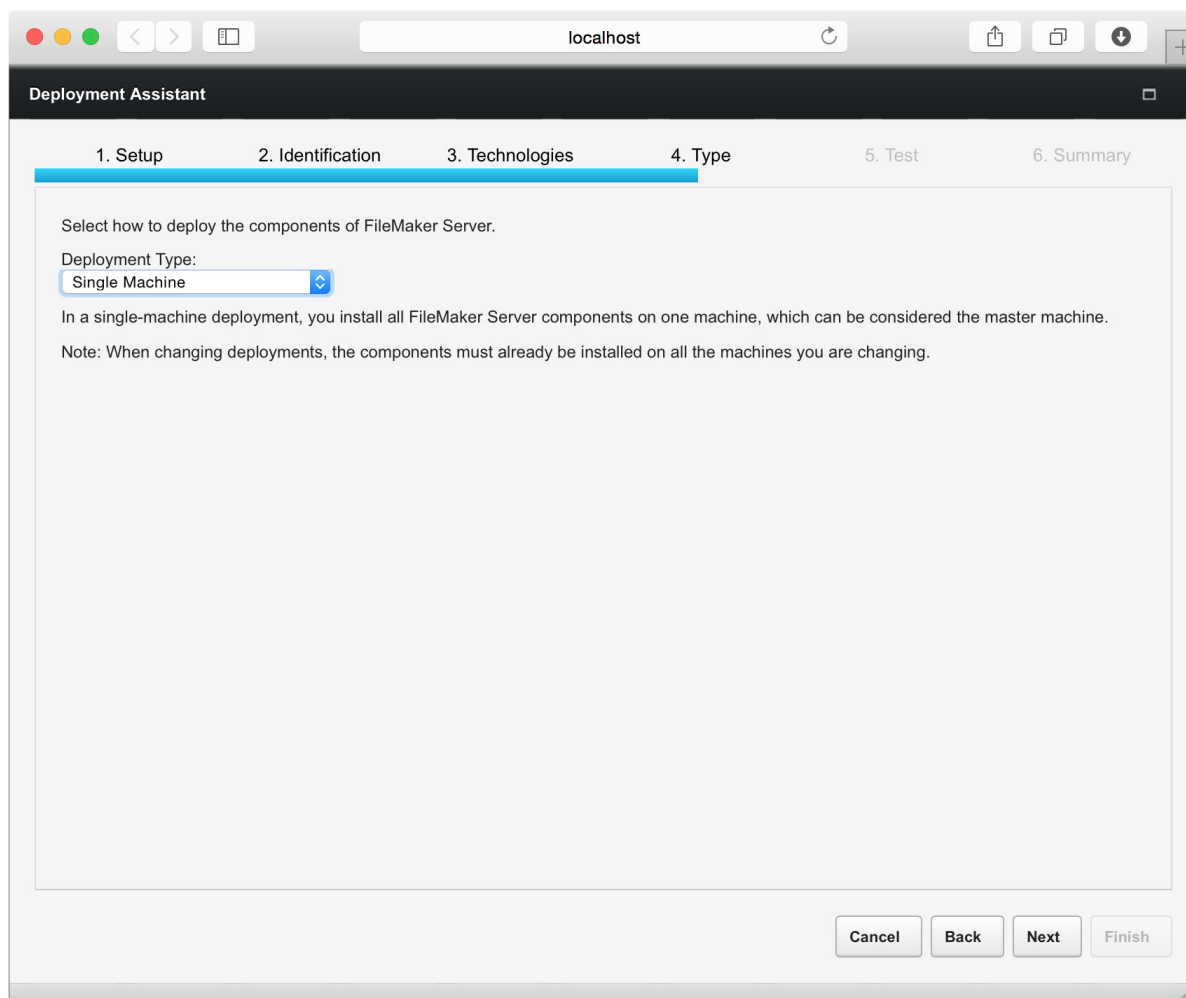 localhost
Deployment Assistant
1. Setup 2. Identification 3. Technologies 4. Type 5. Test 6. Summary
Select how to deploy the components of FileMaker Server.
Deployment Type:
Single Machine
In a single-machine deployment, you install all FileMaker Server components on one machine, which can be considered the master machine.
Note: When changing deployments, the components must already be installed on all the machines you are changing.
Cancel Back Next Finish